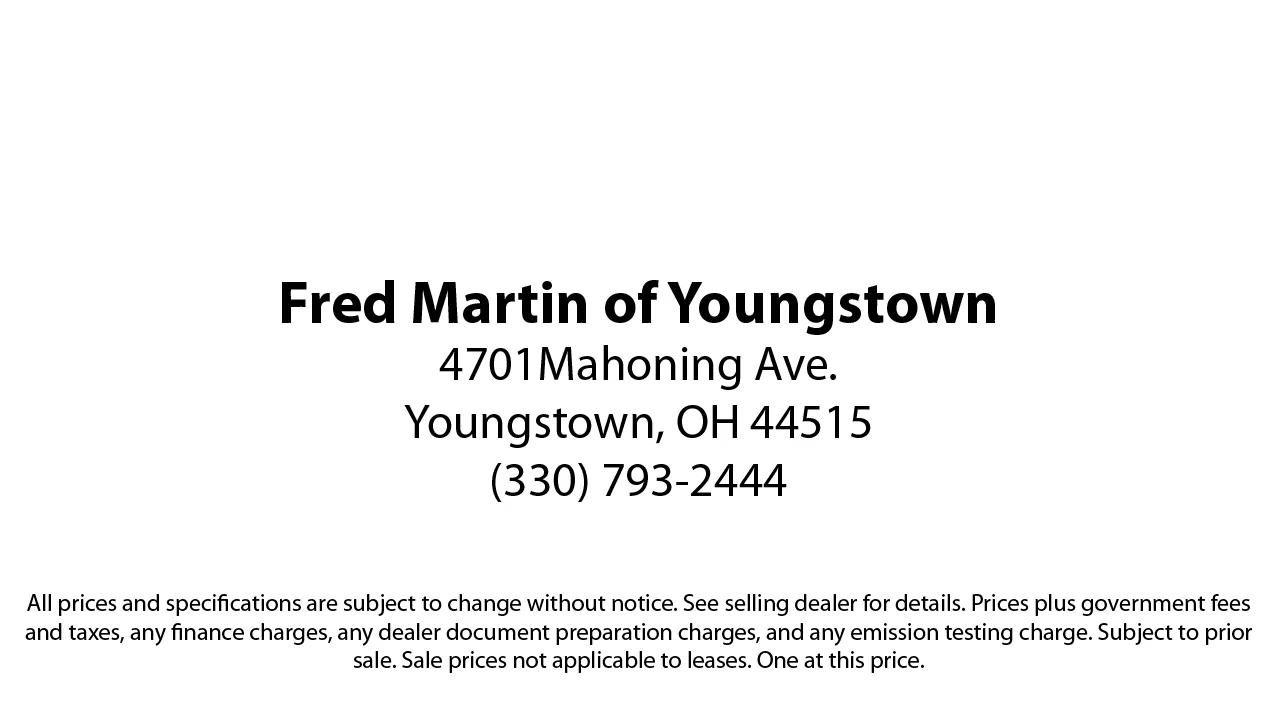 Fred Martin of Youngstown
4701Mahoning Ave.
Youngstown, OH 44515
(330) 793-2444
All prices and specifications are subject to change without notice. See selling dealer for details. Prices plus government fees
and taxes, any finance charges, any dealer document preparation charges, and any emission testing charge. Subject to prior
sale. Sale prices not applicable to leases. One at this price.